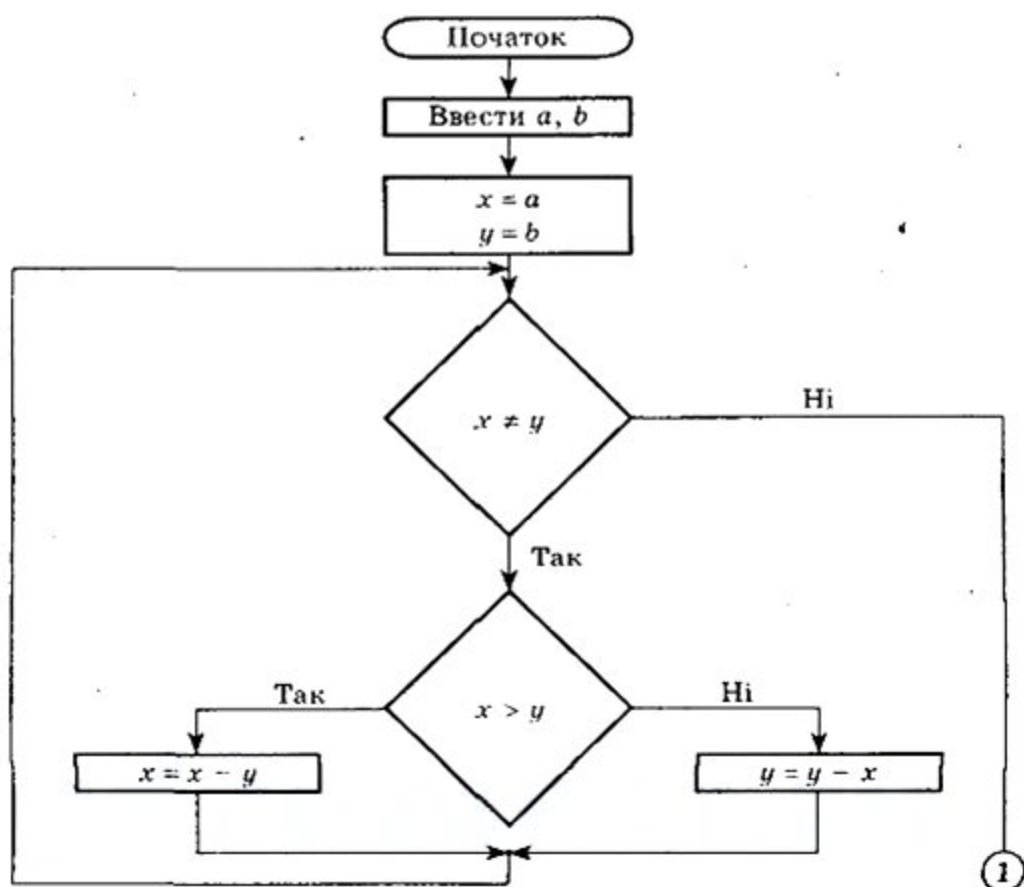 Початок
Ввести a, b
x = a
y = b
x ≠ y
Ні
Так
x > y
Так
Ні
x = x − y
y = y − x
1